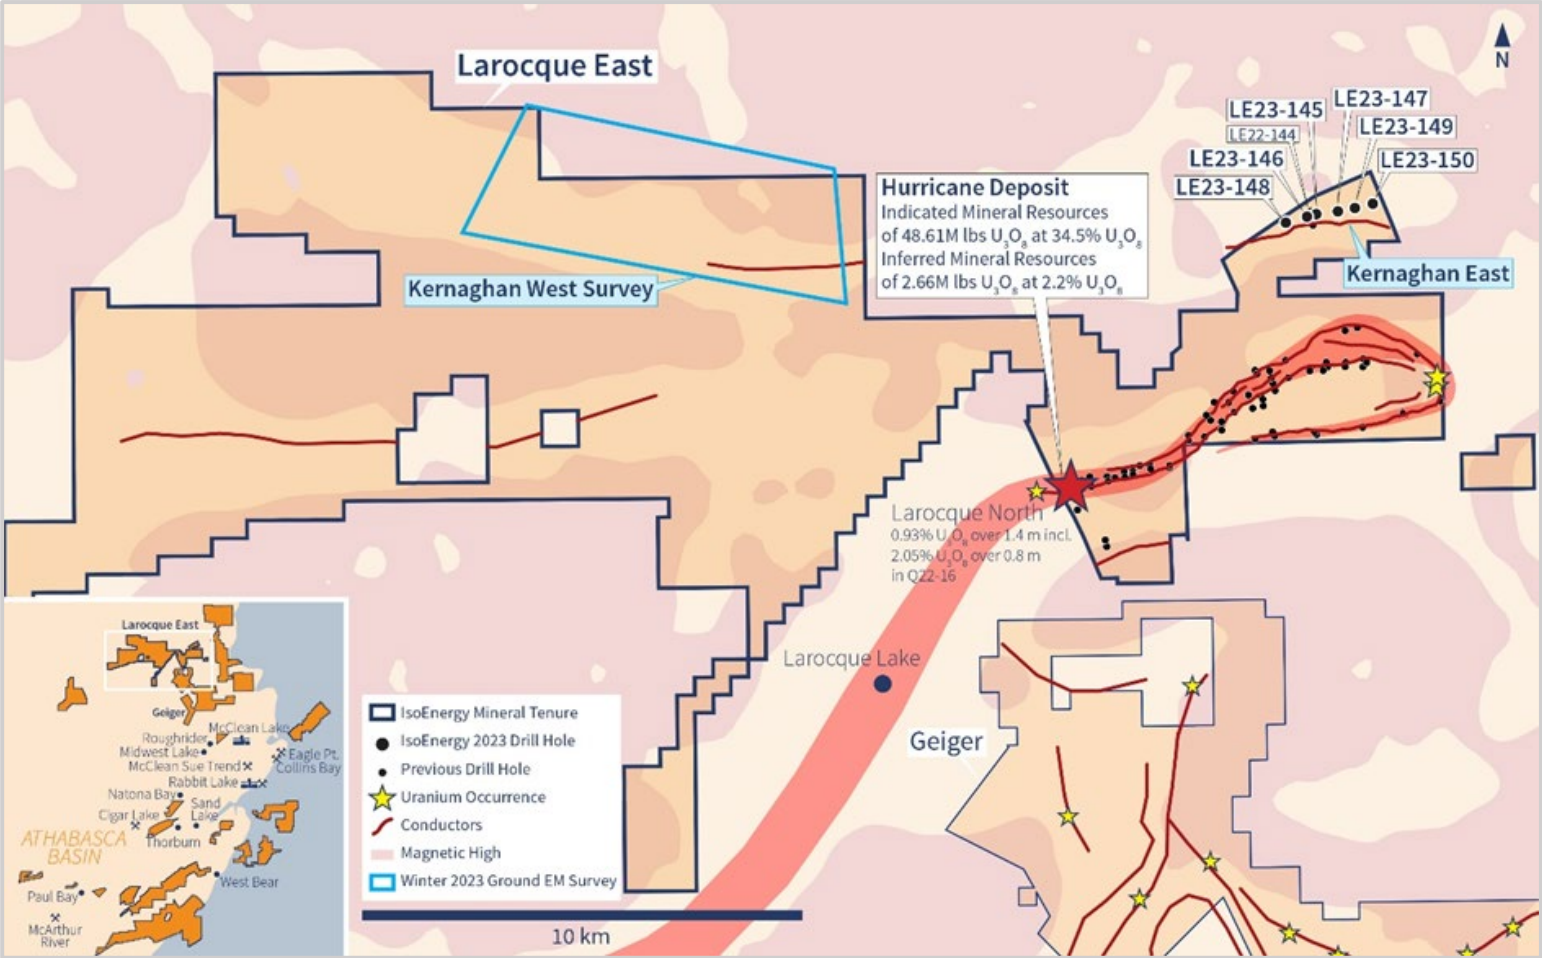 N
Larocque East
LE23-147
LE23-145
LE23-149
LE22-144
LE23-146
LE23-150
LE23-148
Hurricane Deposit
Indicated Mineral Resources
of 48.61M lbs U₃O₈ at 34.5% U₃O₈
Inferred Mineral Resources
of 2.66M lbs U₃O₈ at 2.2% U₃O₈
Kernaghan East
Kernaghan West Survey
Larocque North
0.93% U₃O₈ over 1.4 m incl.
2.05% U₃O₈ over 0.8 m
in Q22-16
Larocque Lake
Geiger
Larocque East
Geiger
McClean Lake
Roughrider
Midwest Lake
Eagle Pt.
Collins Bay
McClean Sue Trend
Rabbit Lake
Natona Bay
Sand
Lake
Cigar Lake
Thorburn
ATHABASCA
BASIN
West Bear
Paul Bay
McArthur
River
IsoEnergy Mineral Tenure
IsoEnergy 2023 Drill Hole
Previous Drill Hole
Uranium Occurrence
Conductors
Magnetic High
Winter 2023 Ground EM Survey
10 km